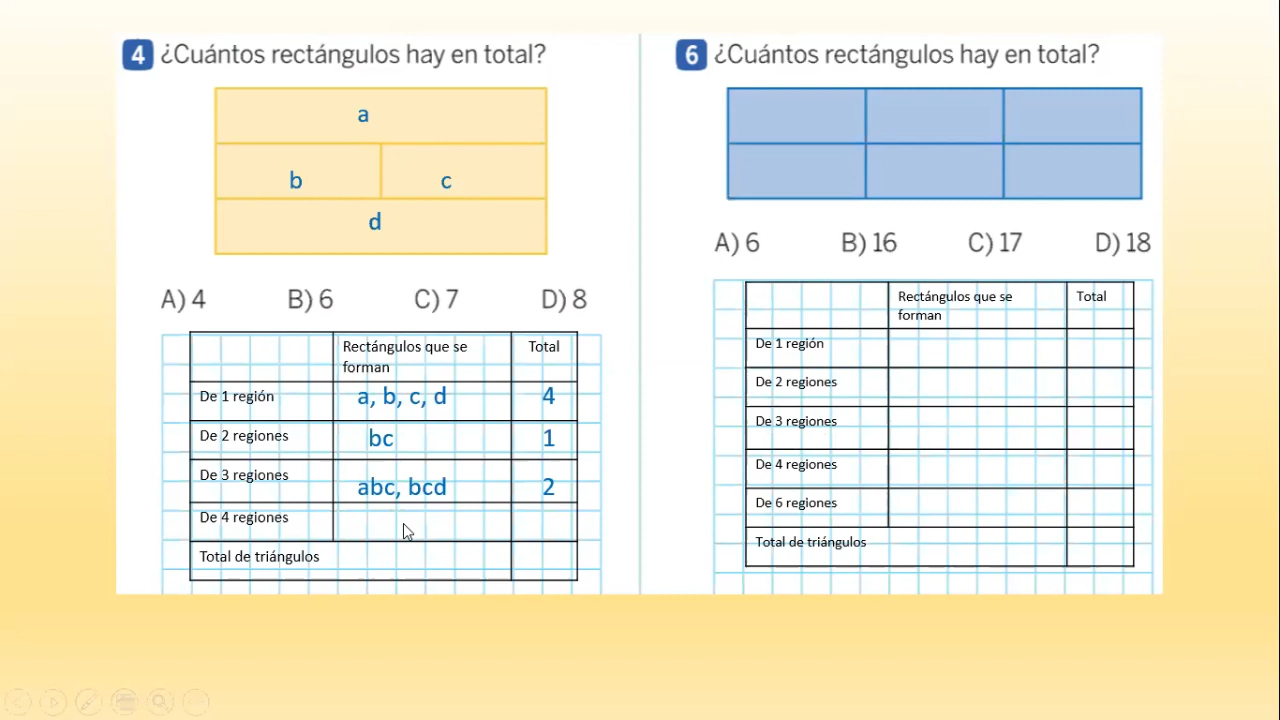 4 ¿Cuántos rectángulos hay en total?
a
b c
d
A) 4 B) 6 C) 7 D) 8
Rectángulos que se
forman
Total
De 1 región a, b, c, d 4
De 2 regiones bc 1
De 3 regiones abc, bcd 2
De 4 regiones
Total de triángulos
6 ¿Cuántos rectángulos hay en total?
A) 6 B) 16 C) 17 D) 18
Rectángulos que se
forman
Total
De 1 región
De 2 regiones
De 3 regiones
De 4 regiones
De 6 regiones
Total de triángulos